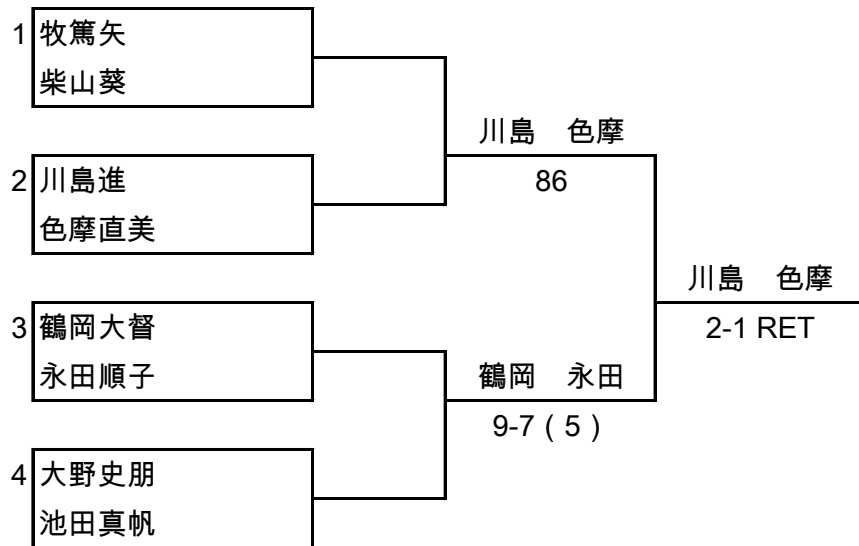 1 牧篤矢
柴山葵
川島　色摩
86
2 川島進
色摩直美
川島　色摩
2-1 RET
3 鶴岡大督
永田順子
鶴岡　永田
9-7 ( 5 )
4 大野史朋
池田真帆